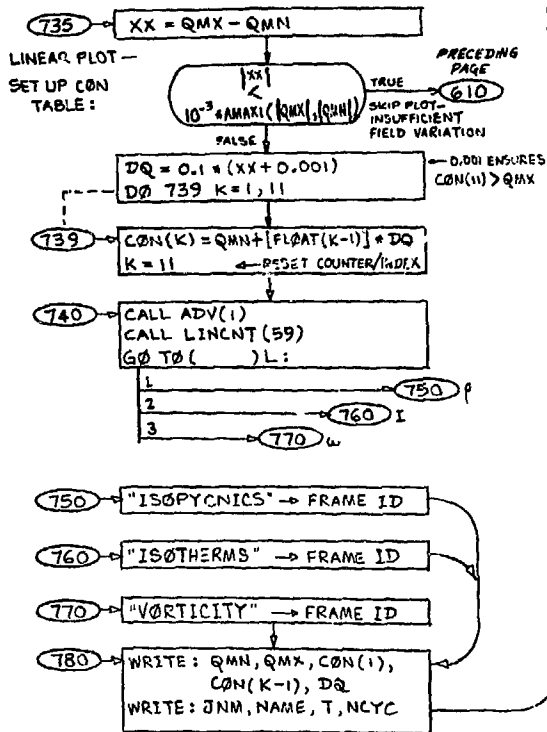 735
XX = QMX - QMN
LINEAR PLOT —
SET UP CØN
TABLE:
|XX|
<
10⁻³*AMAX1(|QMX|,|QMN|)
TRUE
PRECEDING
PAGE
610
SKIP PLOT-
INSUFFICIENT
FIELD VARIATION
FALSE
DQ = 0.1 * (XX + 0.001)
DØ 739 K = 1, 11
0.001 ENSURES
CØN(11) > QMX
739
CØN(K) = QMN+[FLØAT(K-1)] * DQ
K = 11
RESET COUNTER/INDEX
740
CALL ADV(1)
CALL LINCNT(59)
GØ TØ ( ) L:
1
750 ρ
2
760 I
3
770 ω
750
"ISØPYCNICS" → FRAME ID
760
"ISØTHERMS" → FRAME ID
770
"VØRTICITY" → FRAME ID
780
WRITE: QMN, QMX, CØN(1),
CØN(K-1), DQ
WRITE: JNM, NAME, T, NCYC